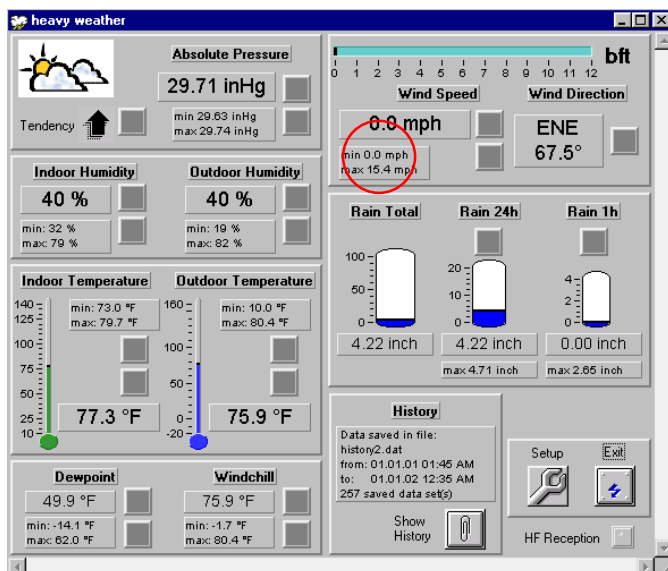 heavy weather
Absolute Pressure
29.71 inHg
min 29.63 inHg
max 29.74 inHg
Tendency
Indoor Humidity
40 %
min: 32 %
max: 79 %
Outdoor Humidity
40 %
min: 19 %
max: 82 %
Indoor Temperature
140
125
100
75
50
25
10
min: 73.0 °F
max: 79.7 °F
77.3 °F
Outdoor Temperature
160
100
50
0
-20
min: 10.0 °F
max: 80.4 °F
75.9 °F
Dewpoint
49.9 °F
min: -14.1 °F
max: 62.0 °F
Windchill
75.9 °F
min: -1.7 °F
max: 80.4 °F
bft
0 1 2 3 4 5 6 7 8 9 10 11 12
Wind Speed
0.0 mph
min 0.0 mph
max 15.4 mph
Wind Direction
ENE
67.5°
Rain Total
100
50
0
4.22 inch
Rain 24h
20
10
0
4.22 inch
max 4.71 inch
Rain 1h
4
2
0
0.00 inch
max 2.65 inch
History
Data saved in file:
history2.dat
from: 01.01.01 01:45 AM
to: 01.01.02 12:35 AM
257 saved data set(s)
Show
History
Setup
Exit
HF Reception